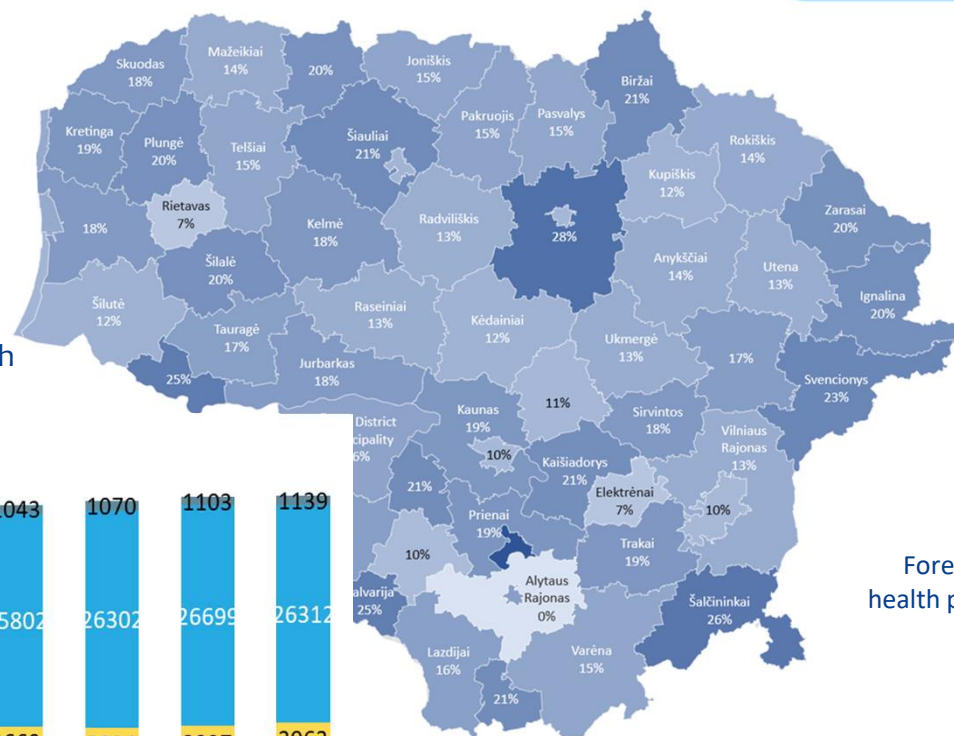 Skuodas
18%
Mažeikiai
14%
20%
Joniškis
15%
Biržai
21%
Kretinga
19%
Plungė
20%
Telšiai
15%
Šiauliai
21%
Pakruojis
15%
Pasvalys
15%
Rokiškis
14%
Kupiškis
12%
Rietavas
7%
18%
Kelmė
18%
Radviliškis
13%
28%
Zarasai
20%
Anykščiai
14%
Utena
13%
Šilalė
20%
Ignalina
20%
Šilutė
12%
Raseiniai
13%
Kėdainiai
12%
Tauragė
17%
Ukmergė
13%
17%
Jurbarkas
18%
25%
Svencionys
23%
11%
Kaunas
19%
Sirvintos
18%
Vilniaus
Rajonas
13%
District
10%
Kaišiadorys
21%
21%
Elektrėnai
7%
10%
Prienai
19%
10%
Trakai
19%
Alytaus
Rajonas
0%
25%
Šalčininkai
26%
Lazdijai
16%
Varėna
15%
21%
1070
1103
1139
26302
26699
26312